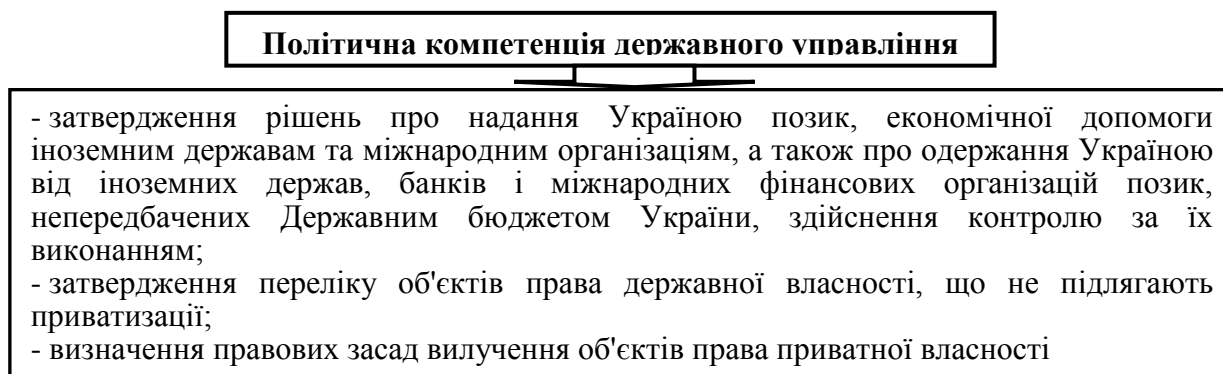 Політична компетенція державного управління
- затвердження рішень про надання Україною позик, економічної допомоги
іноземним державам та міжнародним організаціям, а також про одержання Україною
від іноземних держав, банків і міжнародних фінансових організацій позик,
непередбачених Державним бюджетом України, здійснення контролю за їх
виконанням;
- затвердження переліку об'єктів права державної власності, що не підлягають
приватизації;
- визначення правових засад вилучення об'єктів права приватної власності